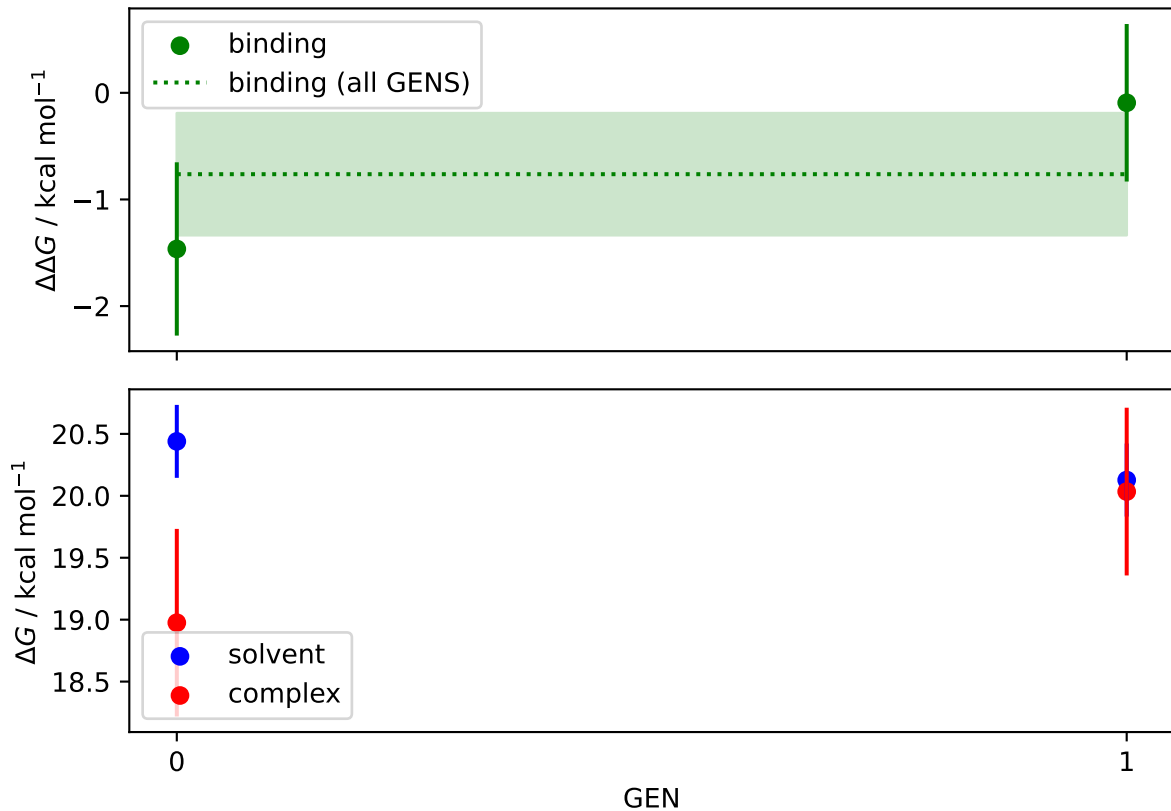 binding
binding (all GENS)
0
−1
−2
ΔΔG / kcal mol⁻¹
20.5
20.0
19.5
19.0
18.5
ΔG / kcal mol⁻¹
solvent
complex
0
1
GEN